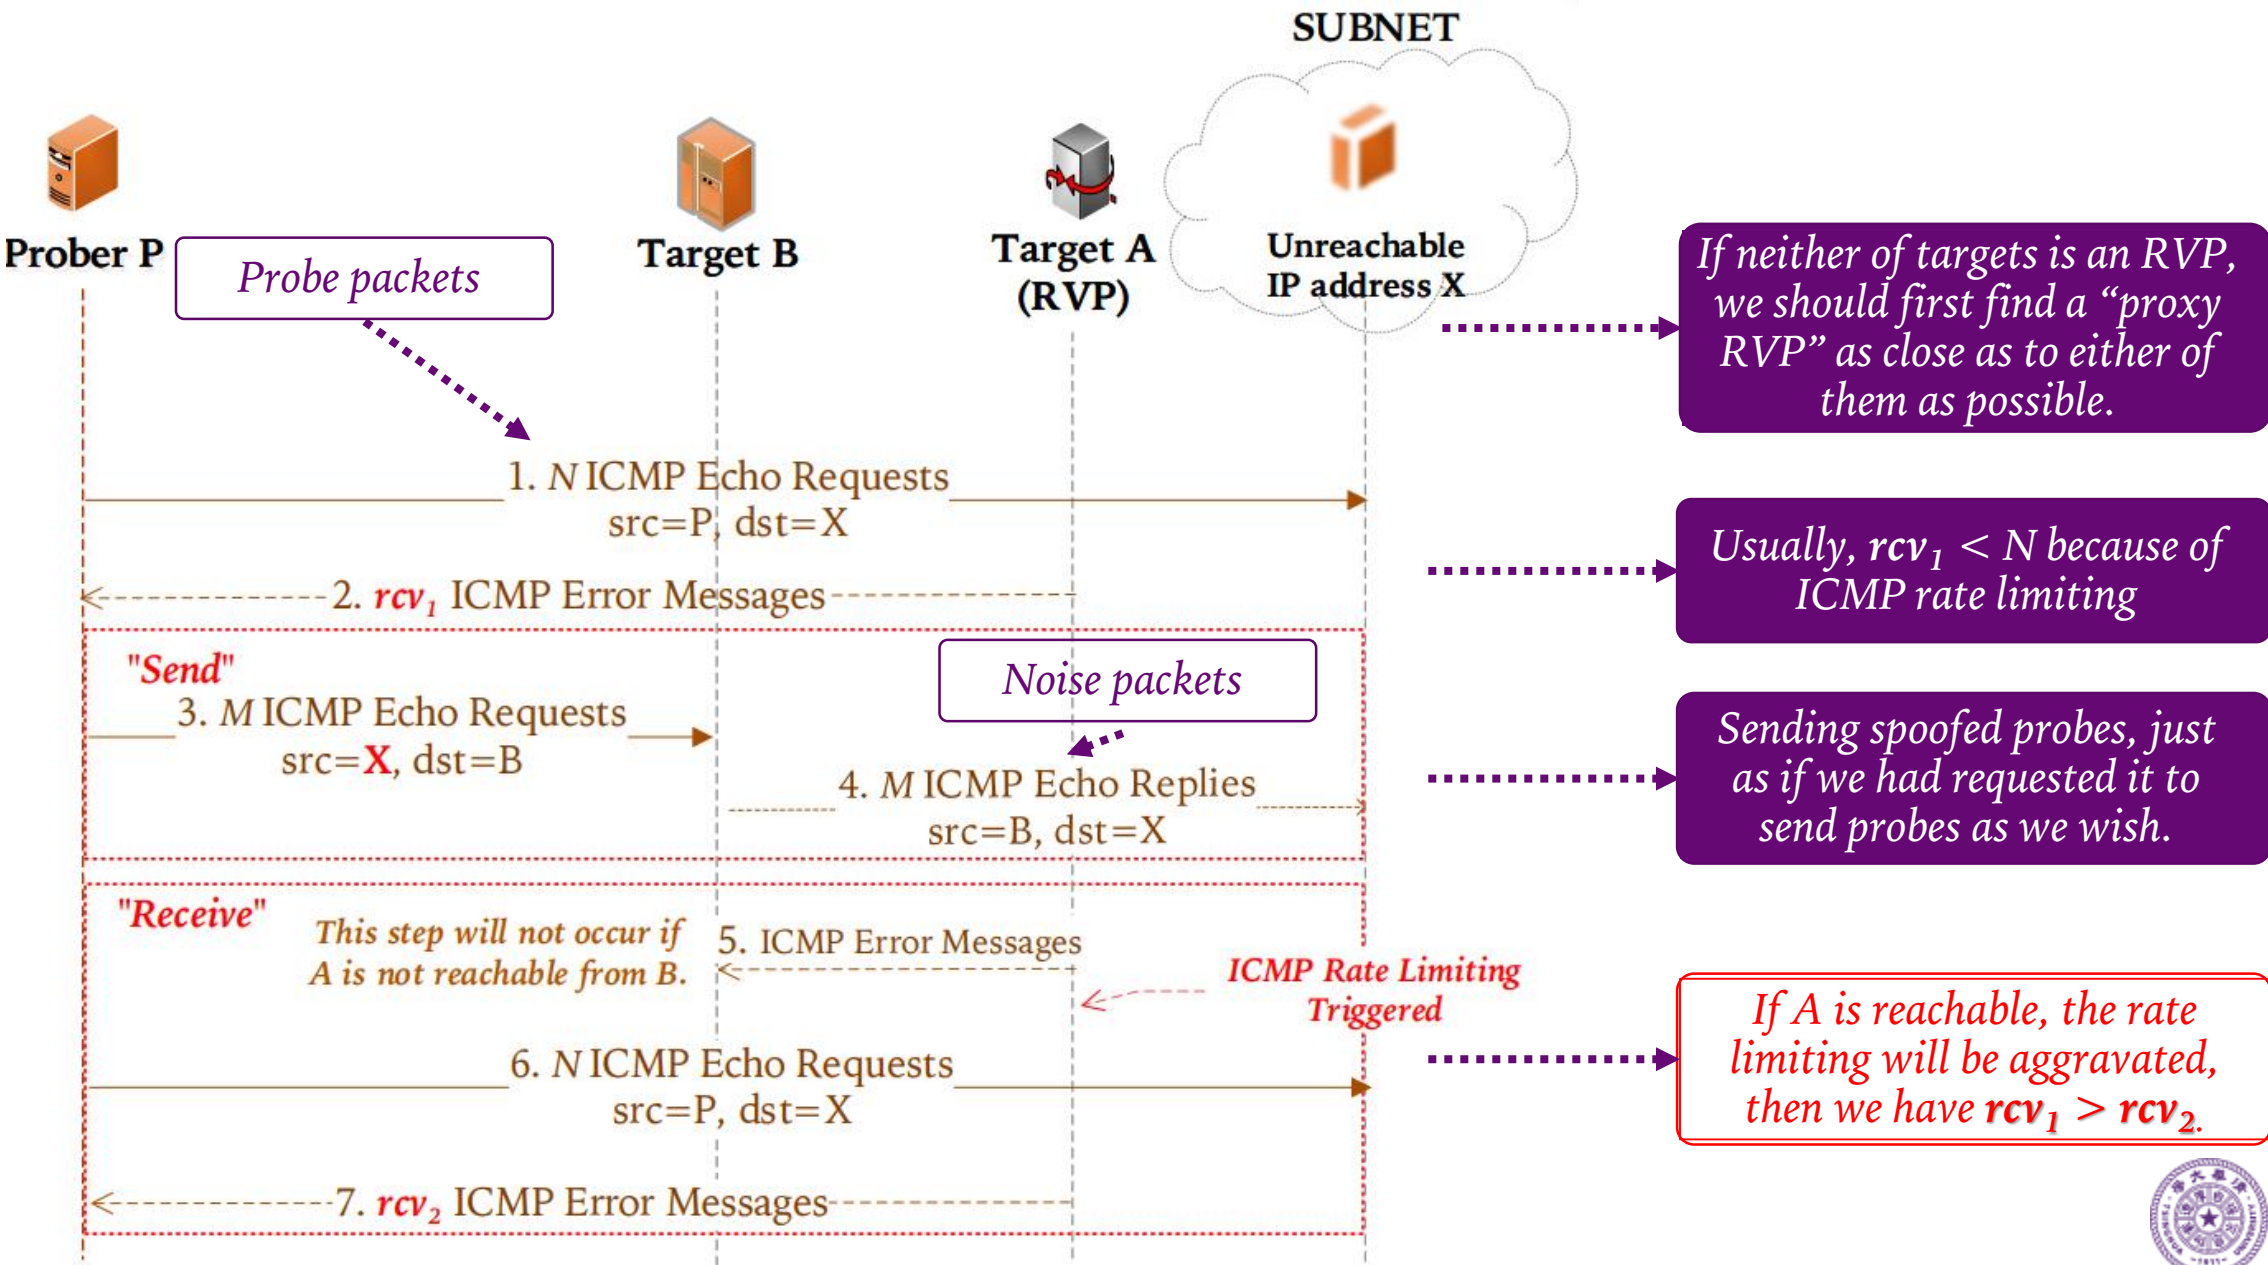 SUBNET
Prober P
Target B
Target A
(RVP)
Unreachable
IP address X
Probe packets
If neither of targets is an RVP,
we should first find a “proxy
RVP” as close as to either of
them as possible.
1. N ICMP Echo Requests
src=P, dst=X
2. rcv1 ICMP Error Messages
Usually, rcv1 < N because of
ICMP rate limiting
"Send"
3. M ICMP Echo Requests
src=X, dst=B
Noise packets
4. M ICMP Echo Replies
src=B, dst=X
Sending spoofed probes, just
as if we had requested it to
send probes as we wish.
"Receive"
This step will not occur if
A is not reachable from B.
5. ICMP Error Messages
ICMP Rate Limiting
Triggered
6. N ICMP Echo Requests
src=P, dst=X
If A is reachable, the rate
limiting will be aggravated,
then we have rcv1 > rcv2.
7. rcv2 ICMP Error Messages